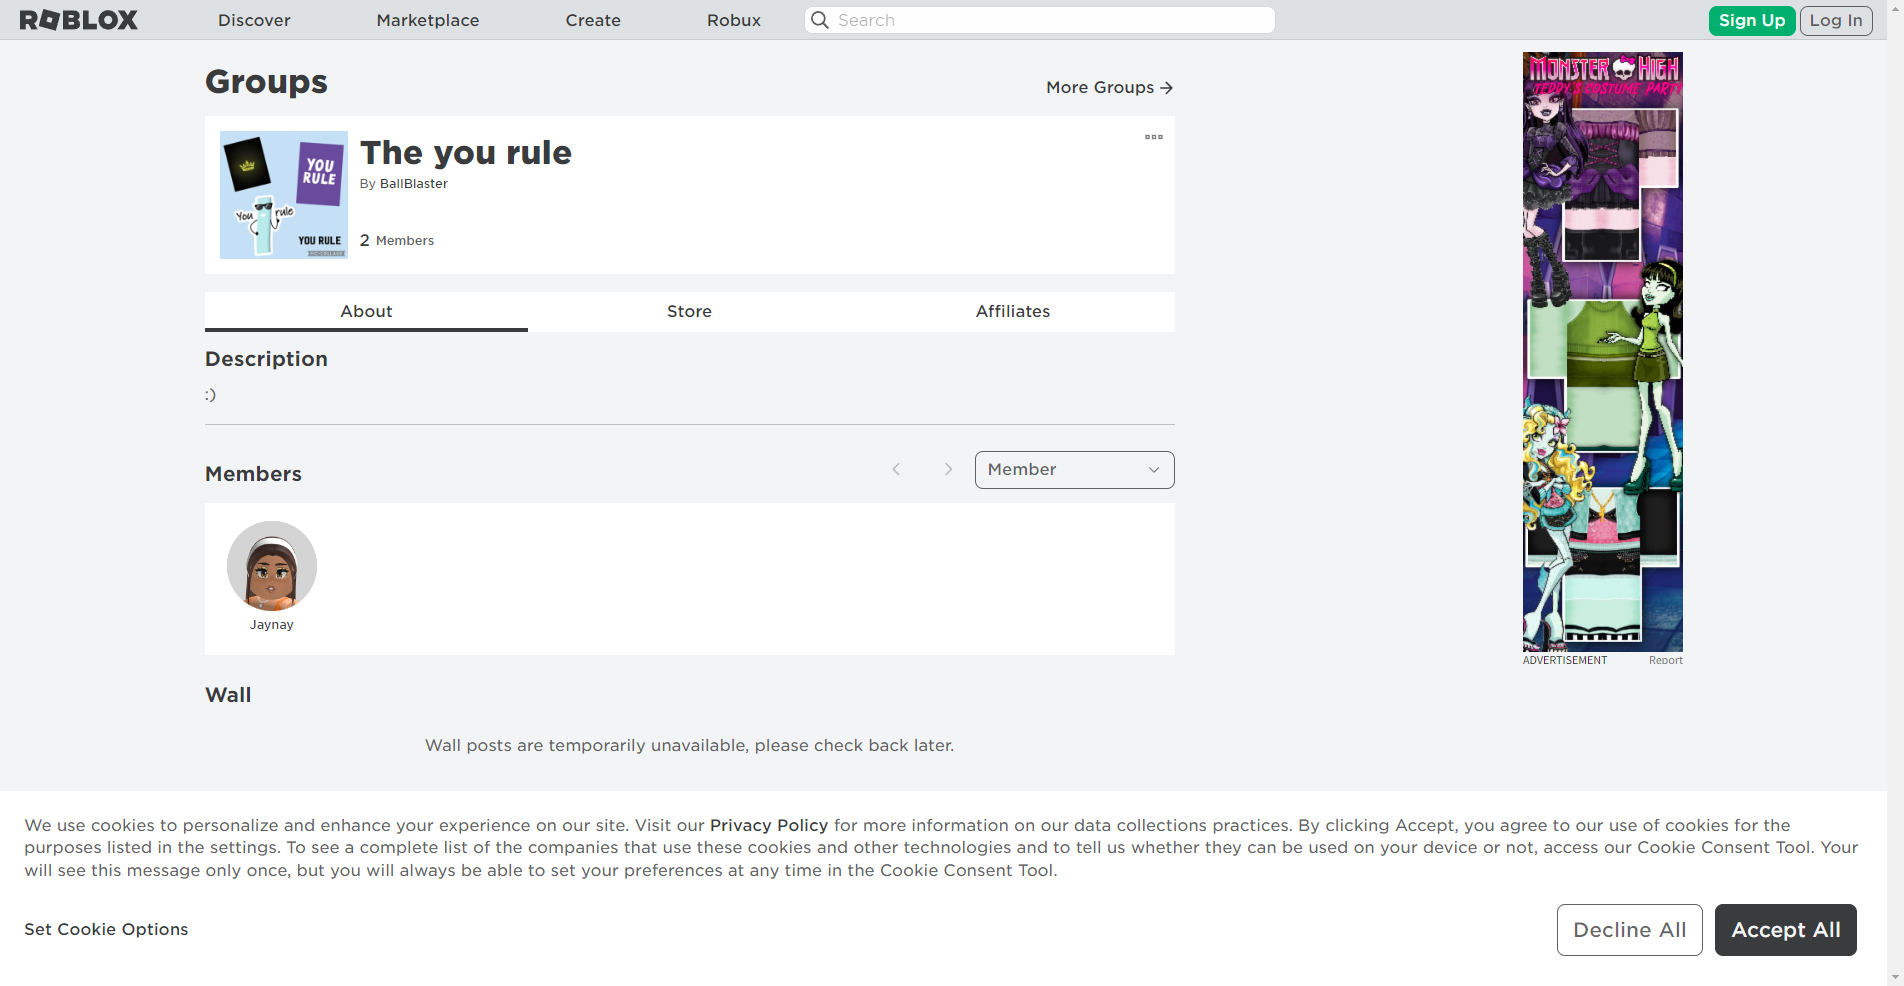 ROBLOX
Discover
Marketplace
Create
Robux
Search
Sign Up
Log In
Groups
More Groups
YOU
RULE
You rule
YOU RULE
PIC•COLLAGE
The you rule
By BallBlaster
2 Members
About
Store
Affiliates
Description
:)
Members
Member
Jaynay
Wall
Wall posts are temporarily unavailable, please check back later.
MONSTER HIGH
TEDDY'S COSTUME PARTY
ADVERTISEMENT
Report
We use cookies to personalize and enhance your experience on our site. Visit our Privacy Policy for more information on our data collections practices. By clicking Accept, you agree to our use of cookies for the
purposes listed in the settings. To see a complete list of the companies that use these cookies and other technologies and to tell us whether they can be used on your device or not, access our Cookie Consent Tool. Your
will see this message only once, but you will always be able to set your preferences at any time in the Cookie Consent Tool.
Set Cookie Options
Decline All
Accept All